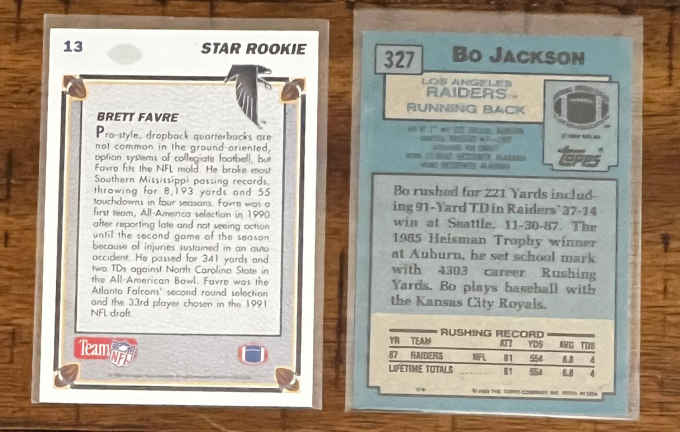 13
STAR ROOKIE
BRETT FAVRE
Pro-style, dropback quarterbacks are
not common in the ground-oriented,
option systems of collegiate football, but
Favre fits the NFL mold. He broke most
Southern Mississippi passing records,
throwing for 8,193 yards and 55
touchdowns in four seasons. Favre was a
first team, All-America selection in 1990
after reporting late and not seeing action
until the second game of the season
because of injuries sustained in an auto
accident. He passed for 341 yards and
two TDs against North Carolina State in
the All-American Bowl. Favre was the
Atlanta Falcons' second round selection
and the 33rd player chosen in the 1991
NFL draft.
Team NFL
327
BO JACKSON
LOS ANGELES
RAIDERS
RUNNING BACK
TOPPS
Bo rushed for 221 Yards includ-
ing 91-Yard TD in Raiders' 37-14
win at Seattle, 11-30-87. The
1985 Heisman Trophy winner
at Auburn, he set school mark
with 4303 career Rushing
Yards. Bo plays baseball with
the Kansas City Royals.
RUSHING RECORD
YR TEAM ATT YDS AVG TDS
87 RAIDERS NFL 81 554 6.8 4
LIFETIME TOTALS 81 554 6.8 4